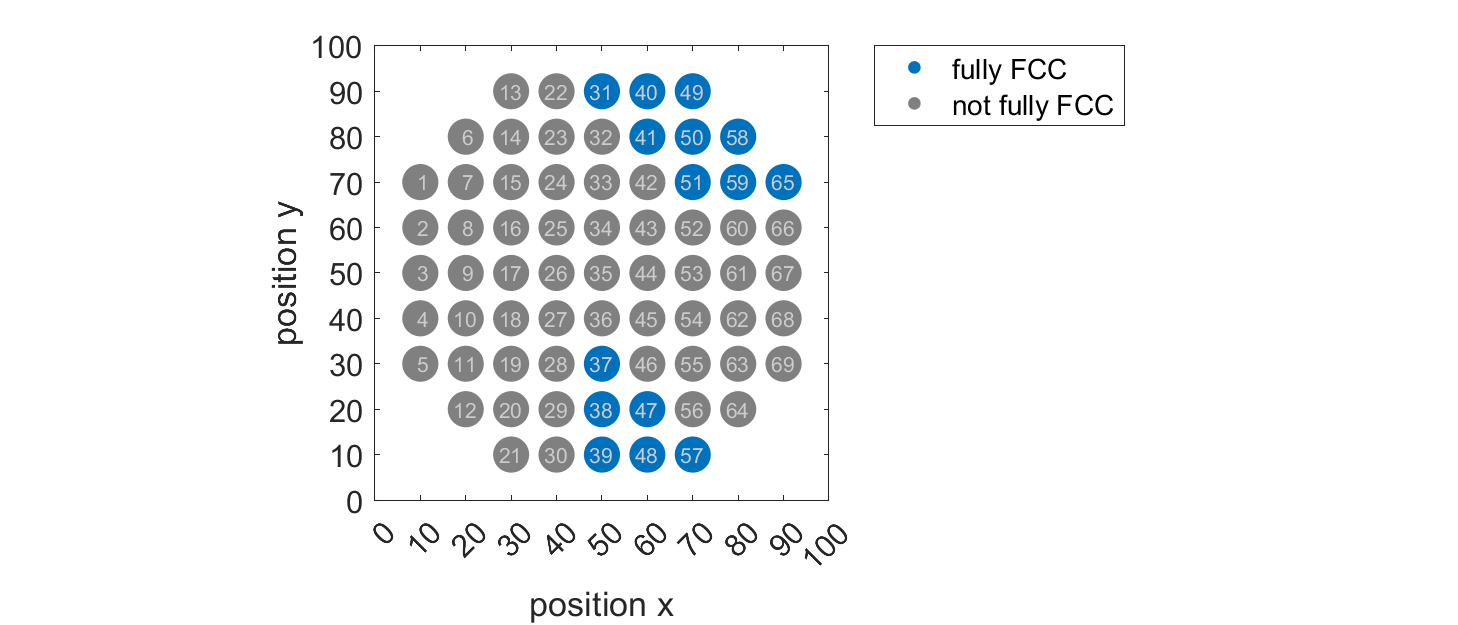 100
fully FCC
not fully FCC
90 13 22 31 40 49
80 6 14 23 32 41 50 58
70 1 7 15 24 33 42 51 59 65
60 2 8 16 25 34 43 52 60 66
50 3 9 17 26 35 44 53 61 67
40 4 10 18 27 36 45 54 62 68
30 5 11 19 28 37 46 55 63 69
20 12 20 29 38 47 56 64
10 21 30 39 48 57
0
position y
0 10 20 30 40 50 60 70 80 90 100
position x